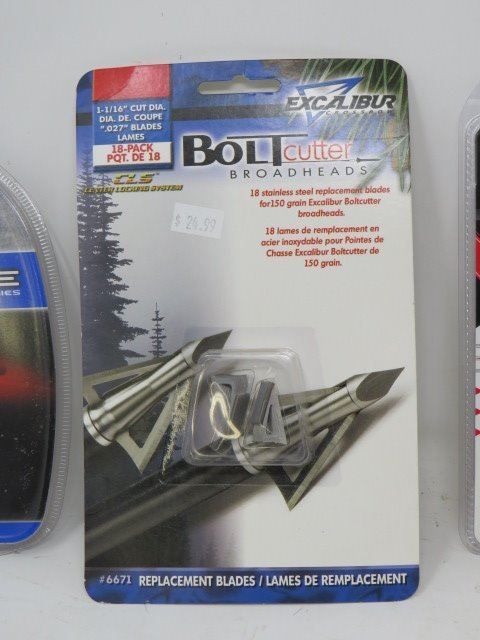 1-1/16" CUT DIA.
DIA. DE COUPE
".027" BLADES
LAMES
18-PACK
PQT. DE 18
CLS
CENTER LOCKING SYSTEM
EXCALIBUR
CROSSBOW
BOLTcutter
BROADHEADS
18 stainless steel replacement blades
for150 grain Excalibur Boltcutter
broadheads.
18 lames de remplacement en
acier inoxydable pour Pointes de
Chasse Excalibur Boltcutter de
150 grain.
$ 24.99
E
IES
#6671 REPLACEMENT BLADES / LAMES DE REMPLACEMENT